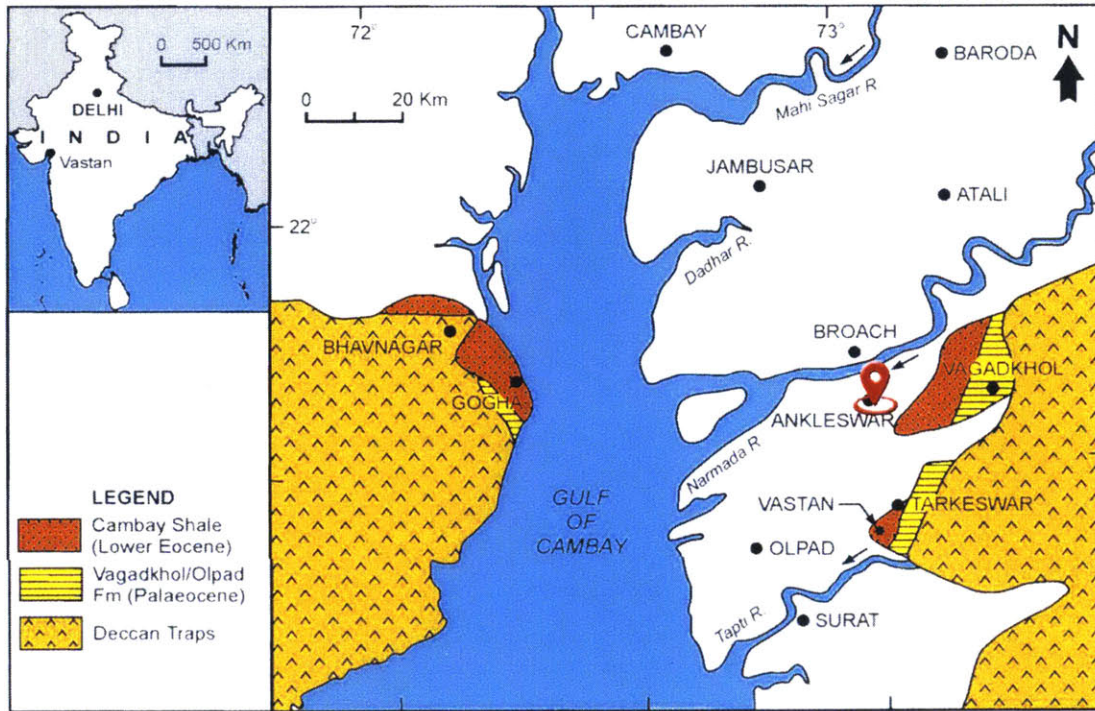 0 500 Km
DELHI
I N D I A
Vastan
LEGEND
Cambay Shale
(Lower Eocene)
Vagadkhol/Olpad
Fm (Palaeocene)
Deccan Traps
72°
73°
22°
0 20 Km
N
CAMBAY
BARODA
Mahi Sagar R
JAMBUSAR
ATALI
Dadhar R.
BHAVNAGAR
BROACH
GOGHA
VAGADKHOL
ANKLESWAR
Narmada R
GULF
OF
CAMBAY
VASTAN
TARKESWAR
OLPAD
Tapti R
SURAT